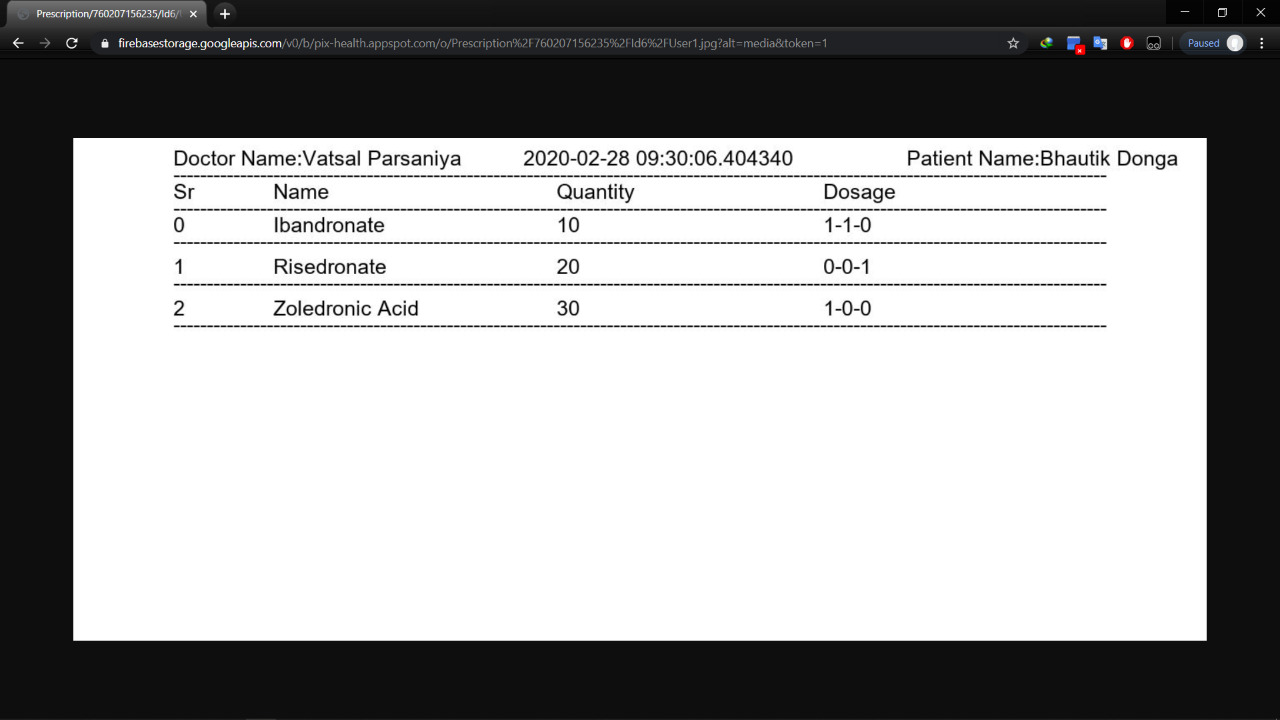 Prescription/760207156235/Id6/
firebasestorage.googleapis.com/v0/b/pix-health.appspot.com/o/Prescription%2F760207156235%2FId6%2FUser1.jpg?alt=media&token=1 Paused
Doctor Name:Vatsal Parsaniya 2020-02-28 09:30:06.404340 Patient Name:Bhautik Donga
Sr Name Quantity Dosage
0 Ibandronate 10 1-1-0
1 Risedronate 20 0-0-1
2 Zoledronic Acid 30 1-0-0